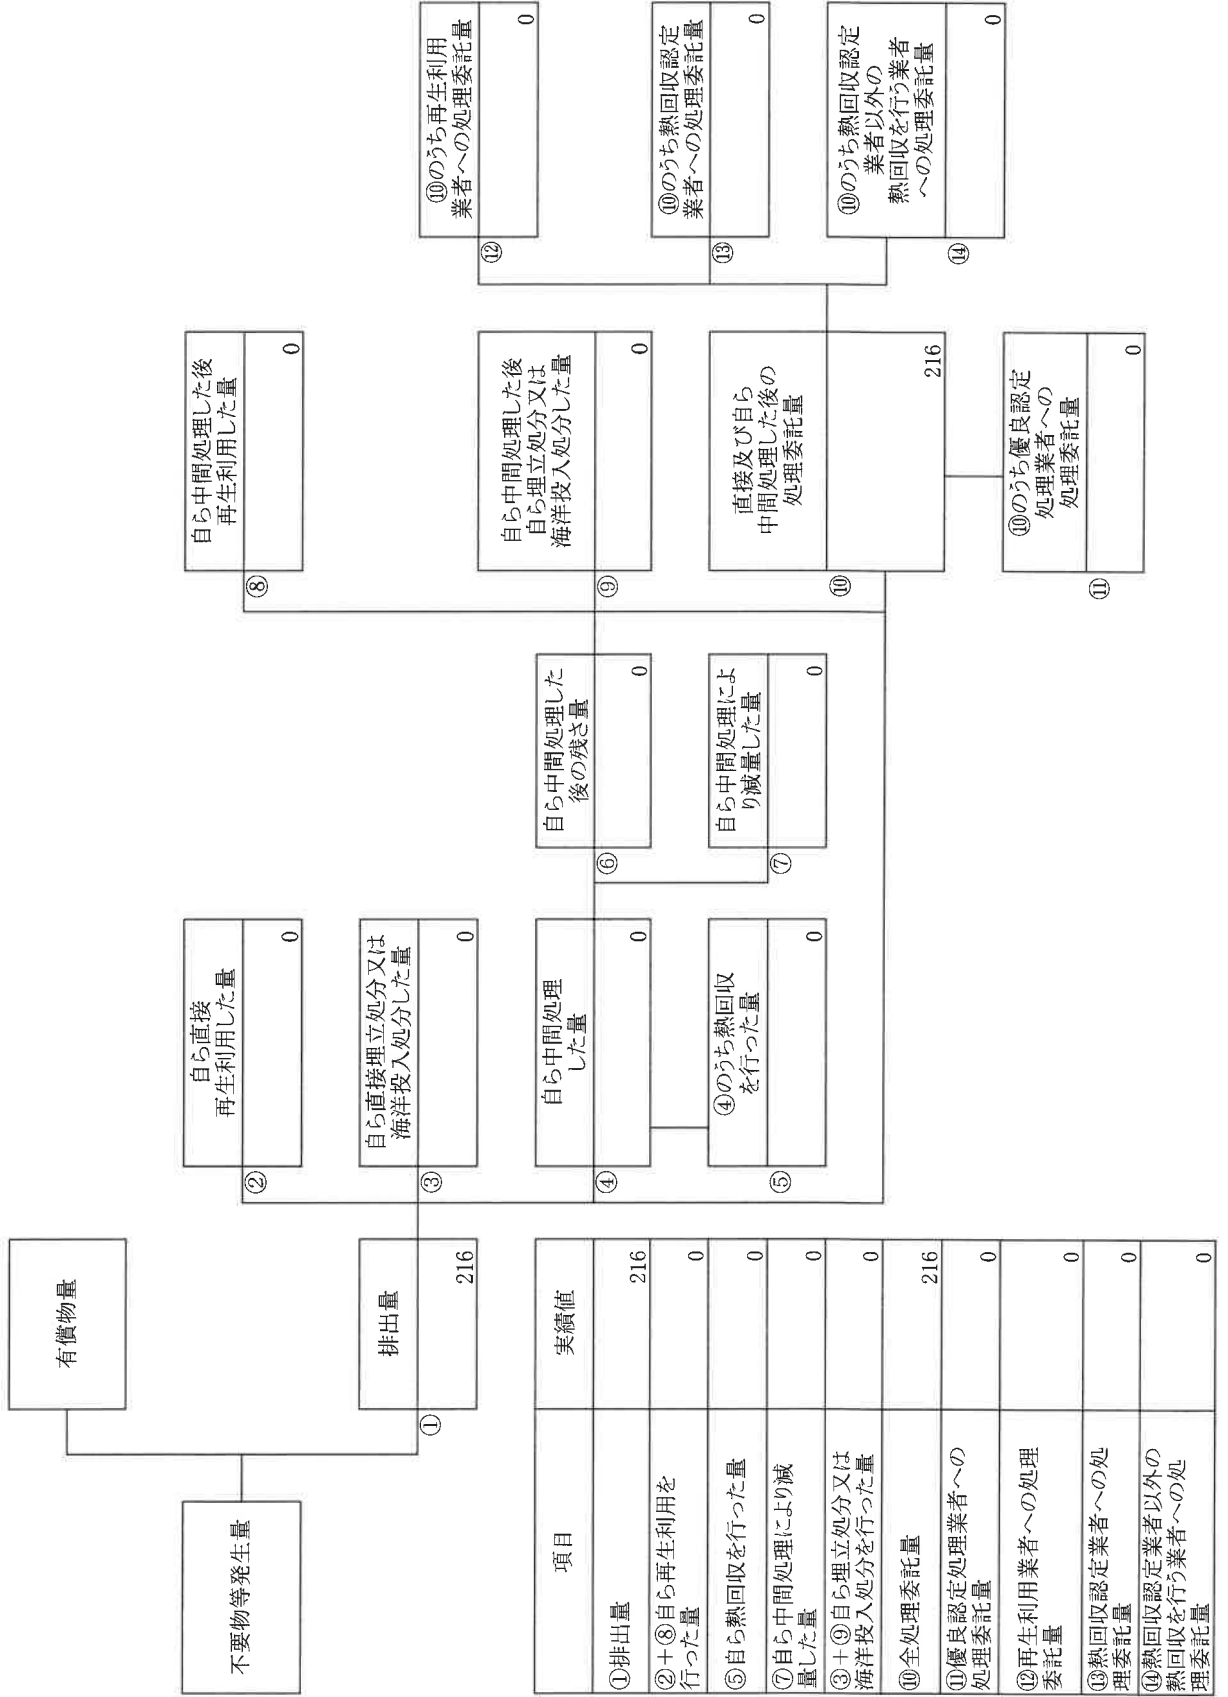 有償物量
不要物等発生量
①
排出量
216
②
自ら直接
再生利用した量
0
③
自ら直接埋立処分又は
海洋投入処分した量
0
④
自ら中間処理
した量
0
⑤
④のうち熱回収
を行った量
0
⑥
自ら中間処理した
後の残さ量
0
⑦
自ら中間処理によ
り減量した量
0
⑧
自ら中間処理した後
再生利用した量
0
⑨
自ら中間処理した後
自ら埋立処分又は
海洋投入処分した量
0
⑩
直接及び自ら
中間処理した後の
処理委託量
216
⑪
⑩のうち優良認定
処理業者への
処理委託量
0
⑫
⑩のうち再生利用
業者への処理委託量
0
⑬
⑩のうち熱回収認定
業者への処理委託量
0
⑭
⑩のうち熱回収認定
業者以外の
熱回収を行う業者
への処理委託量
0
項目
実績値
①排出量
216
②+⑧自ら再生利用を
行った量
0
⑤自ら熱回収を行った量
0
⑦自ら中間処理により減
量した量
0
③+⑨自ら埋立処分又は
海洋投入処分を行った量
0
⑩全処理委託量
216
⑪優良認定処理業者への
処理委託量
0
⑫再生利用業者への処理
委託量
0
⑬熱回収認定業者への処
理委託量
0
⑭熱回収認定業者以外の
熱回収を行う業者への処
理委託量
0